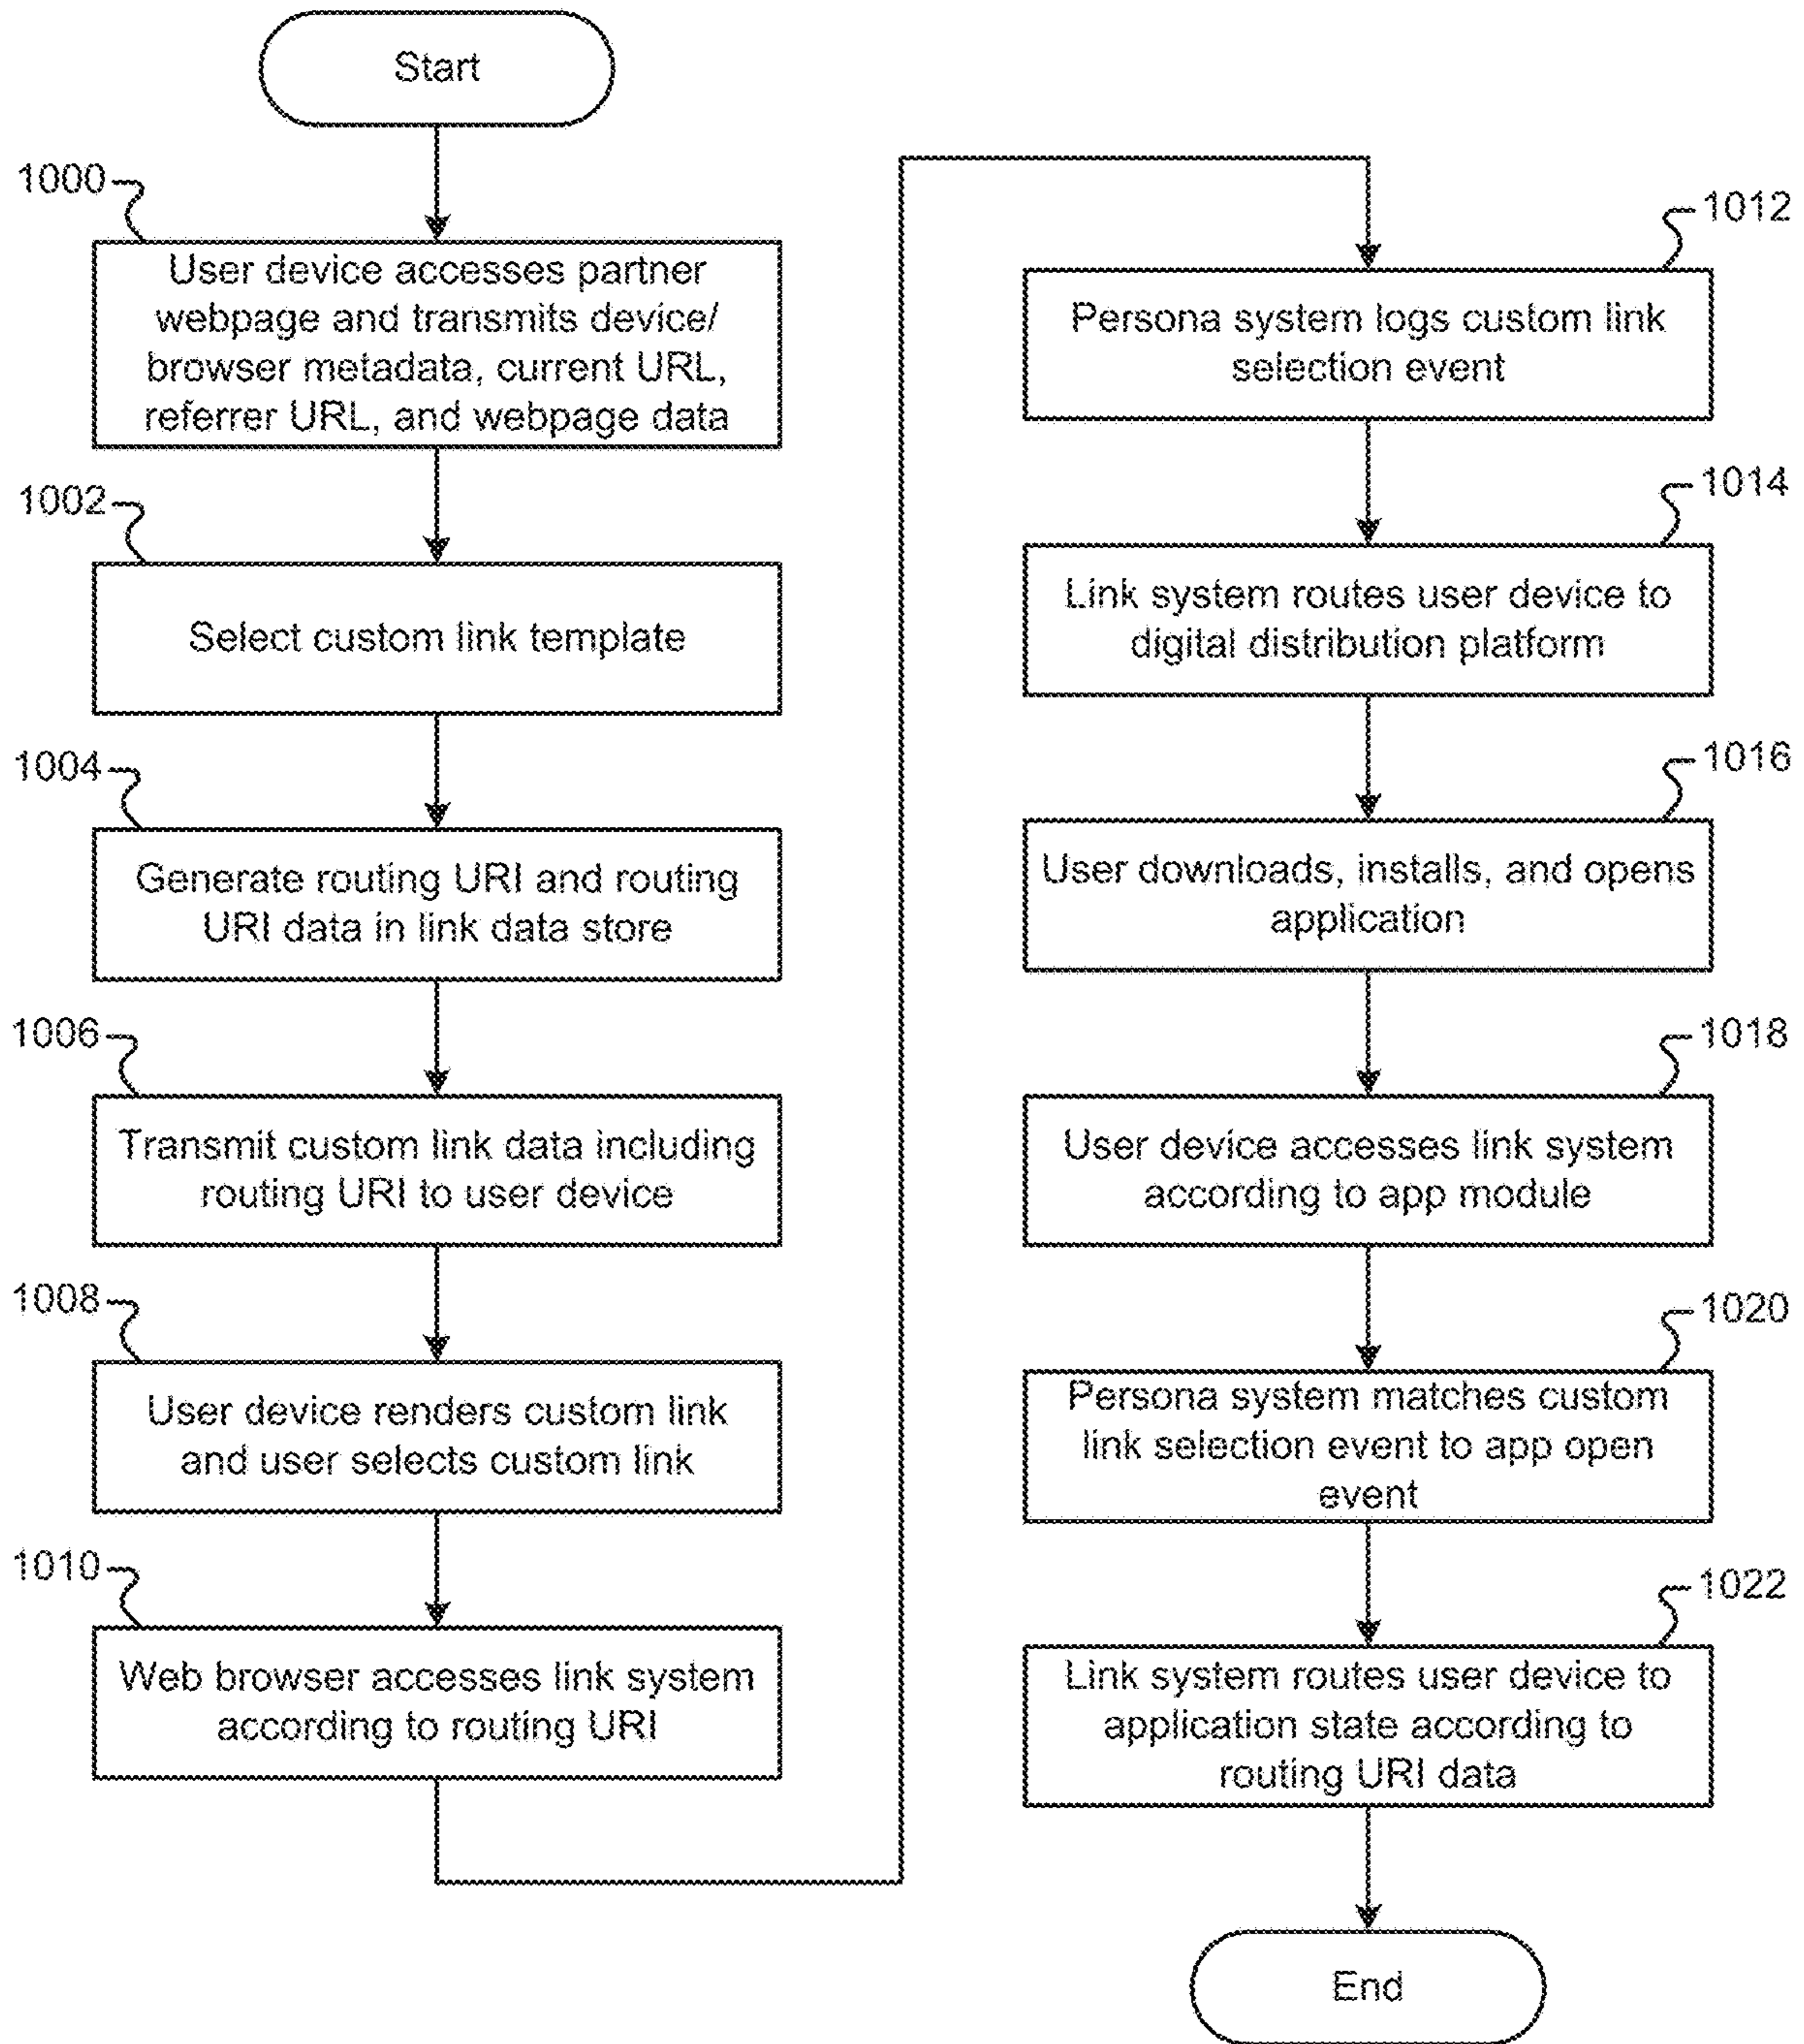 Start
1000
User device accesses partner
webpage and transmits device/
browser metadata, current URL,
referrer URL, and webpage data
1002
Select custom link template
1004
Generate routing URI and routing
URI data in link data store
1006
Transmit custom link data including
routing URI to user device
1008
User device renders custom link
and user selects custom link
1010
Web browser accesses link system
according to routing URI
1012
Persona system logs custom link
selection event
1014
Link system routes user device to
digital distribution platform
1016
User downloads, installs, and opens
application
1018
User device accesses link system
according to app module
1020
Persona system matches custom
link selection event to app open
event
1022
Link system routes user device to
application state according to
routing URI data
End